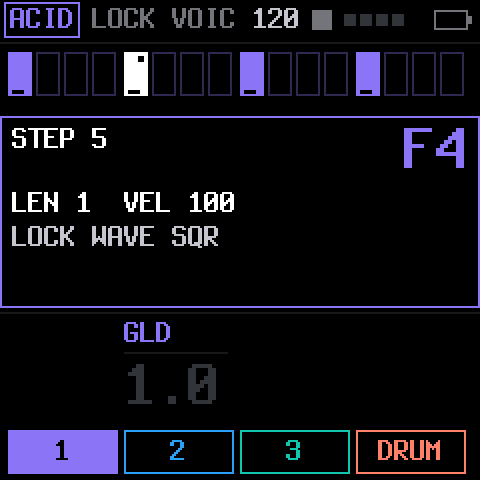 ACID LOCK VOIC 120
STEP 5 F4
LEN 1 VEL 100
LOCK WAVE SQR
GLD
1.0
1 2 3 DRUM